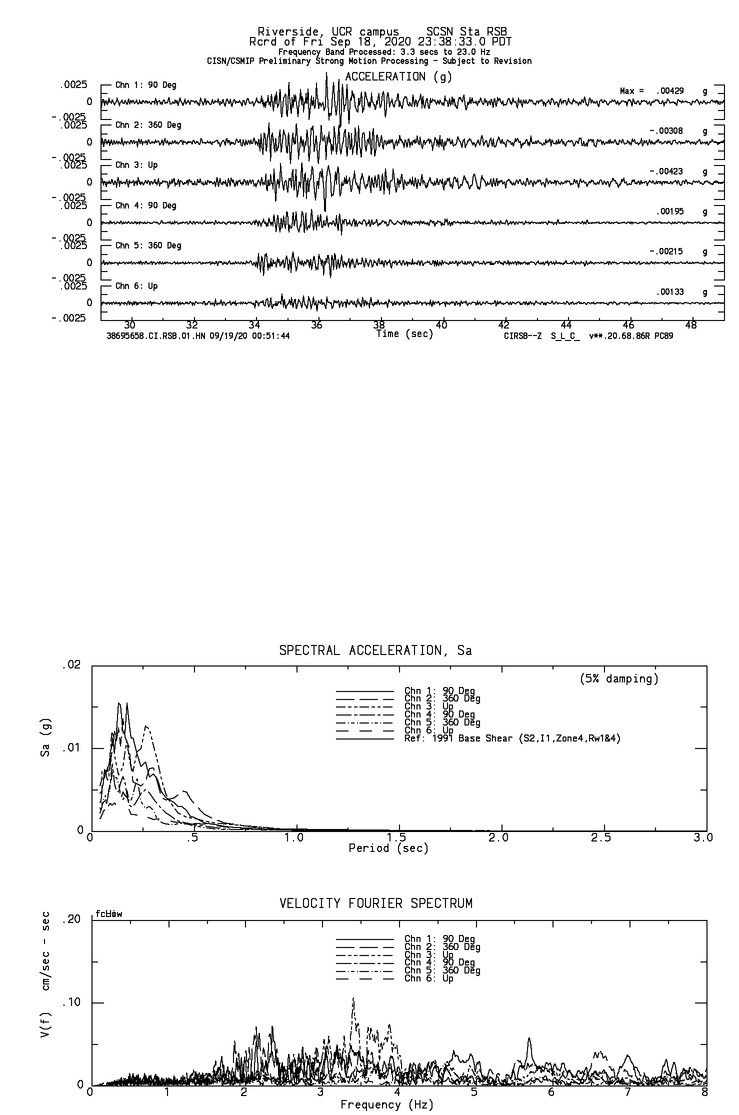 Riverside, UCR campus SCSN Sta RSB
Rcrd of Fri Sep 18, 2020 23:38:33.0 PDT
Frequency Band Processed: 3.3 secs to 23.0 Hz
CISN/CSMIP Preliminary Strong Motion Processing - Subject to Revision
ACCELERATION (g)
.0025 Chn 1: 90 Deg Max = .00429 g
0
-.0025
.0025 Chn 2: 360 Deg -.00308 g
0
-.0025
.0025 Chn 3: Up -.00423 g
0
-.0025
.0025 Chn 4: 90 Deg .00195 g
0
-.0025
.0025 Chn 5: 360 Deg -.00215 g
0
-.0025
.0025 Chn 6: Up .00133 g
0
-.0025
30 32 34 36 38 40 42 44 46 48
Time (sec)
38695658.CI.RSB.01.HN 09/19/20 00:51:44 CIRSB--Z S_L_C_ v**.20.68.86R PC89
SPECTRAL ACCELERATION, Sa
(5% damping)
Sa (g)
.02
.01
0
Chn 1: 90 Deg
Chn 2: 360 Deg
Chn 3: Up
Chn 4: 90 Deg
Chn 5: 360 Deg
Chn 6: Up
Ref: 1991 Base Shear (S2,I1,Zone4,Rw1&4)
0 .5 1.0 1.5 2.0 2.5 3.0
Period (sec)
VELOCITY FOURIER SPECTRUM
V(f) cm/sec - sec
.20
.10
0
Chn 1: 90 Deg
Chn 2: 360 Deg
Chn 3: Up
Chn 4: 90 Deg
Chn 5: 360 Deg
Chn 6: Up
0 1 2 3 4 5 6 7 8
Frequency (Hz)